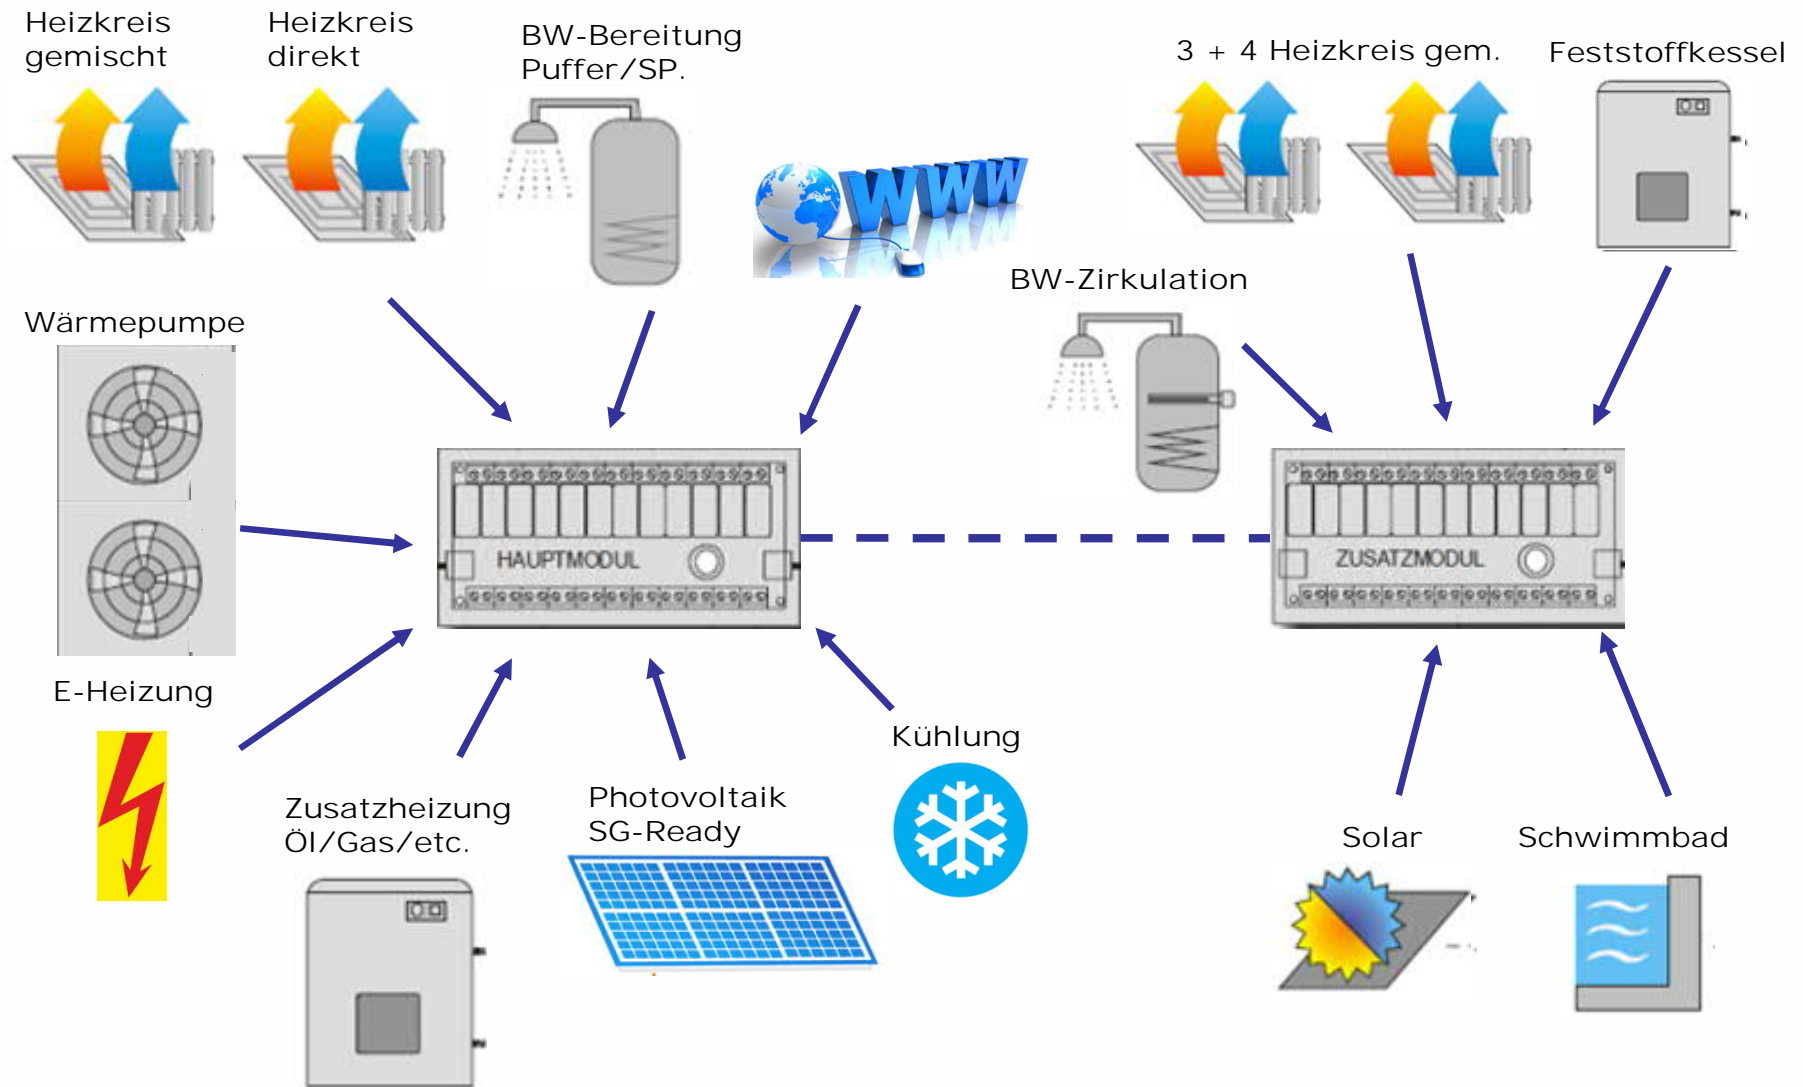 Heizkreis
gemischt
Heizkreis
direkt
BW-Bereitung
Puffer/SP.
WWW
3 + 4 Heizkreis gem.
Feststoffkessel
BW-Zirkulation
Wärmepumpe
HAUPTMODUL
ZUSATZMODUL
E-Heizung
Kühlung
Zusatzheizung
Öl/Gas/etc.
Photovoltaik
SG-Ready
Solar
Schwimmbad